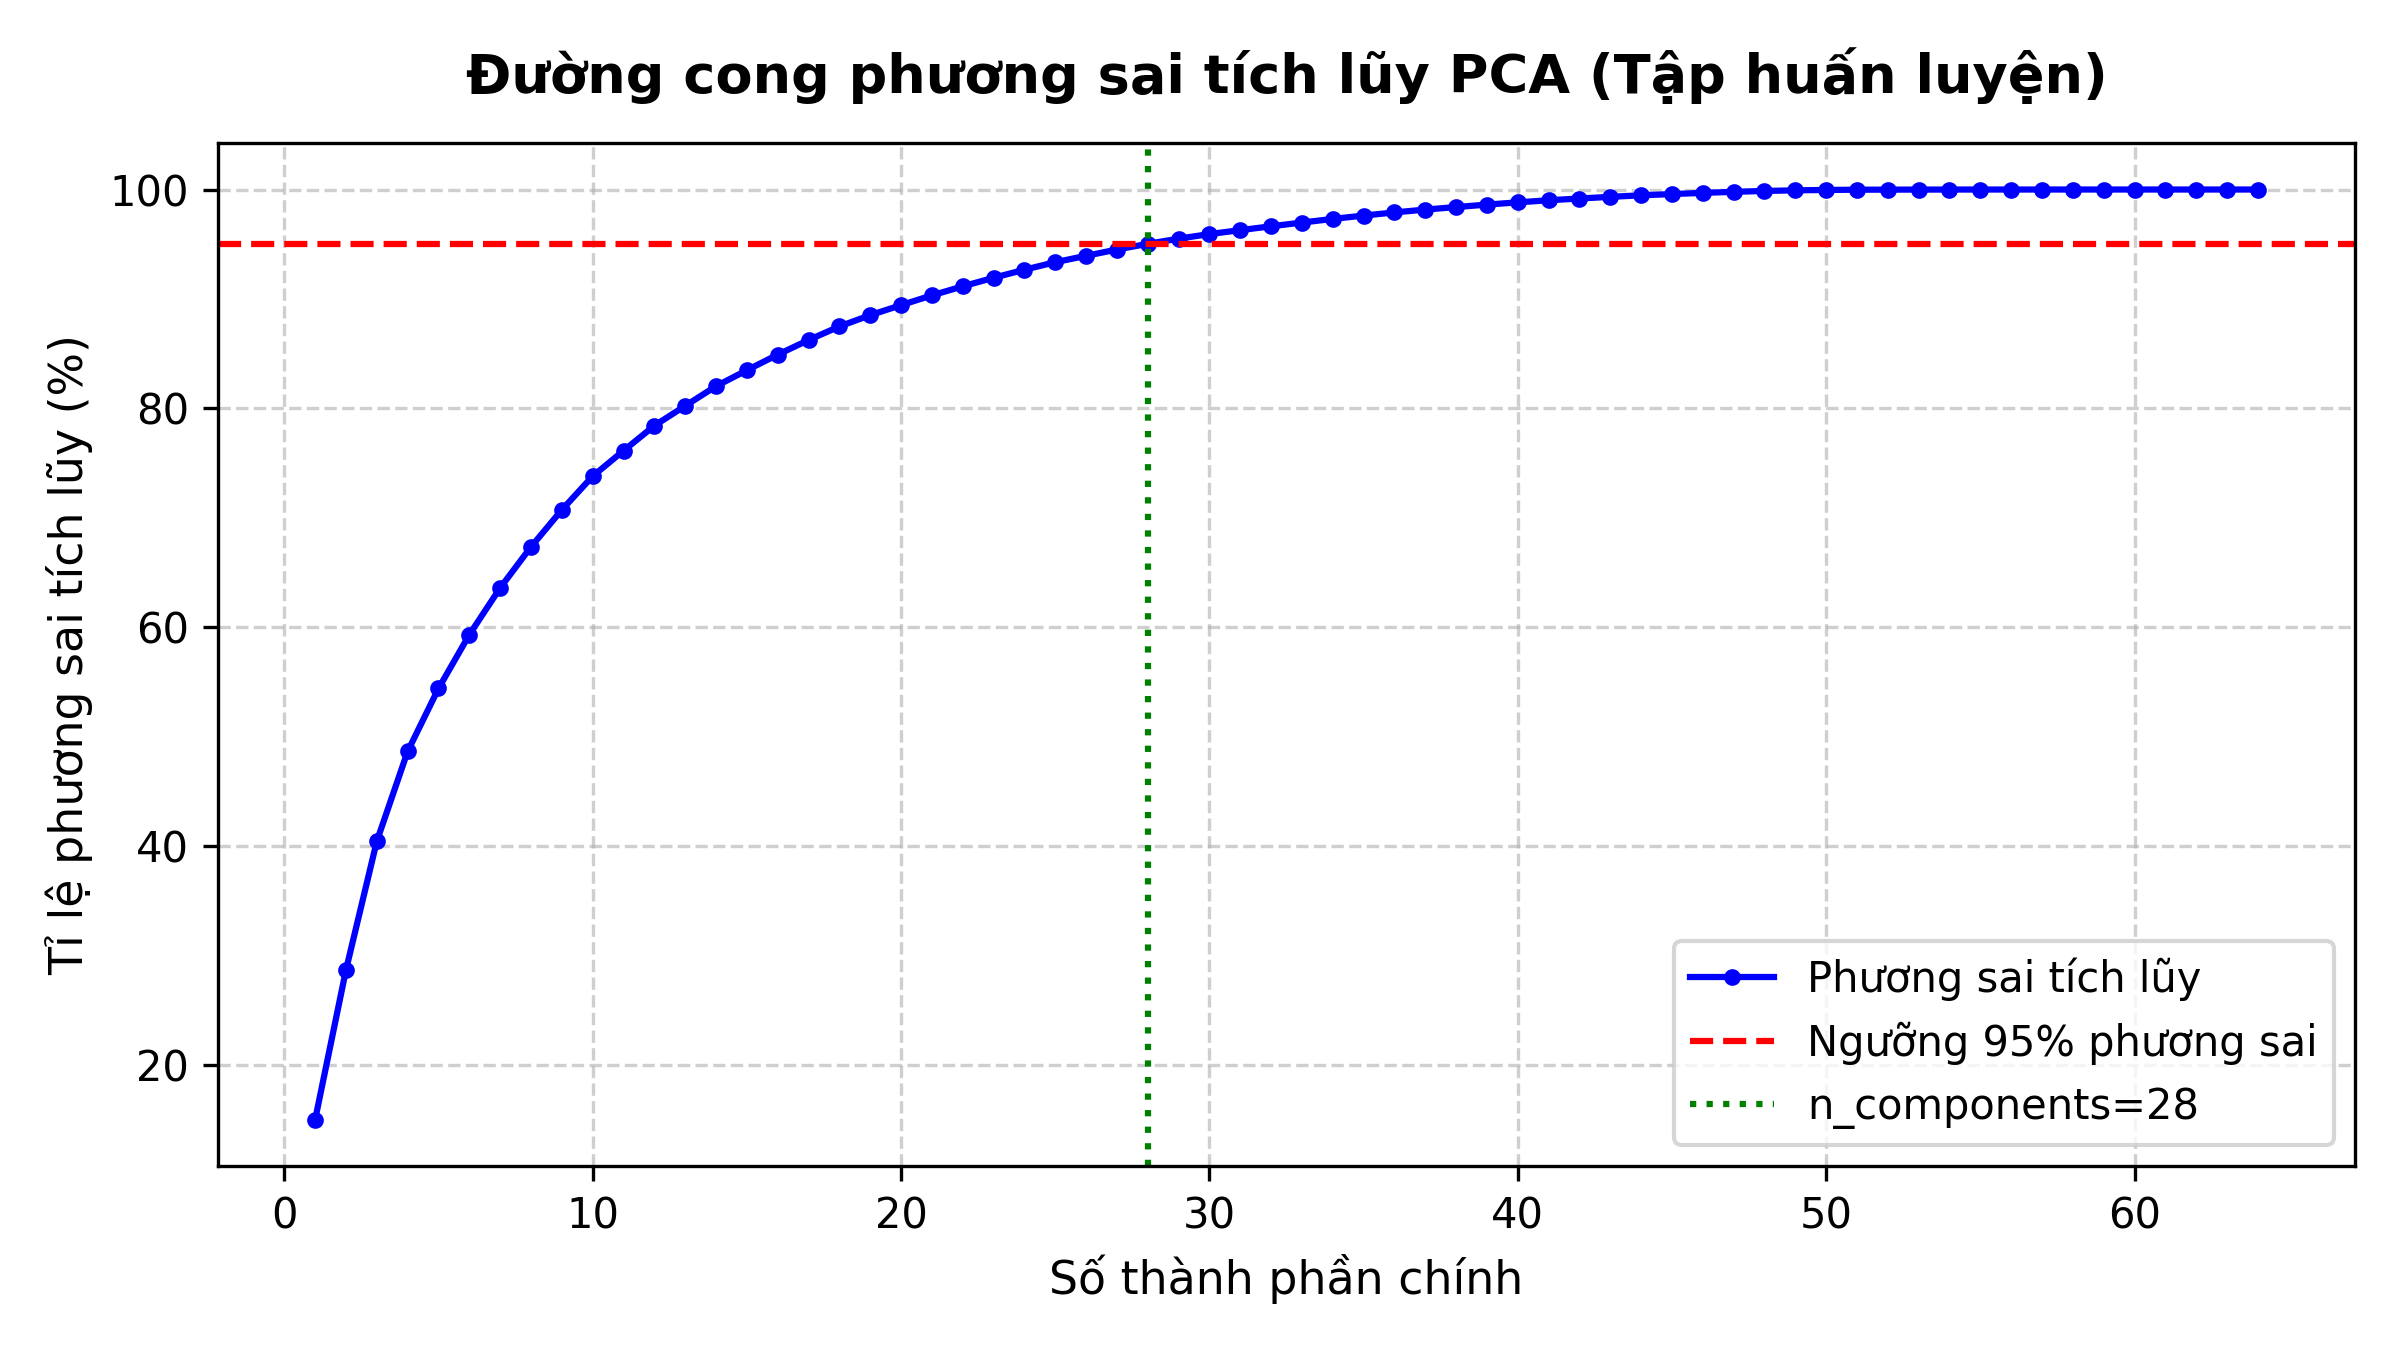 Đường cong phương sai tích lũy PCA (Tập huấn luyện)
Tỉ lệ phương sai tích lũy (%)
100
80
60
40
20
0 10 20 30 40 50 60
Số thành phần chính
Phương sai tích lũy
Ngưỡng 95% phương sai
n_components=28